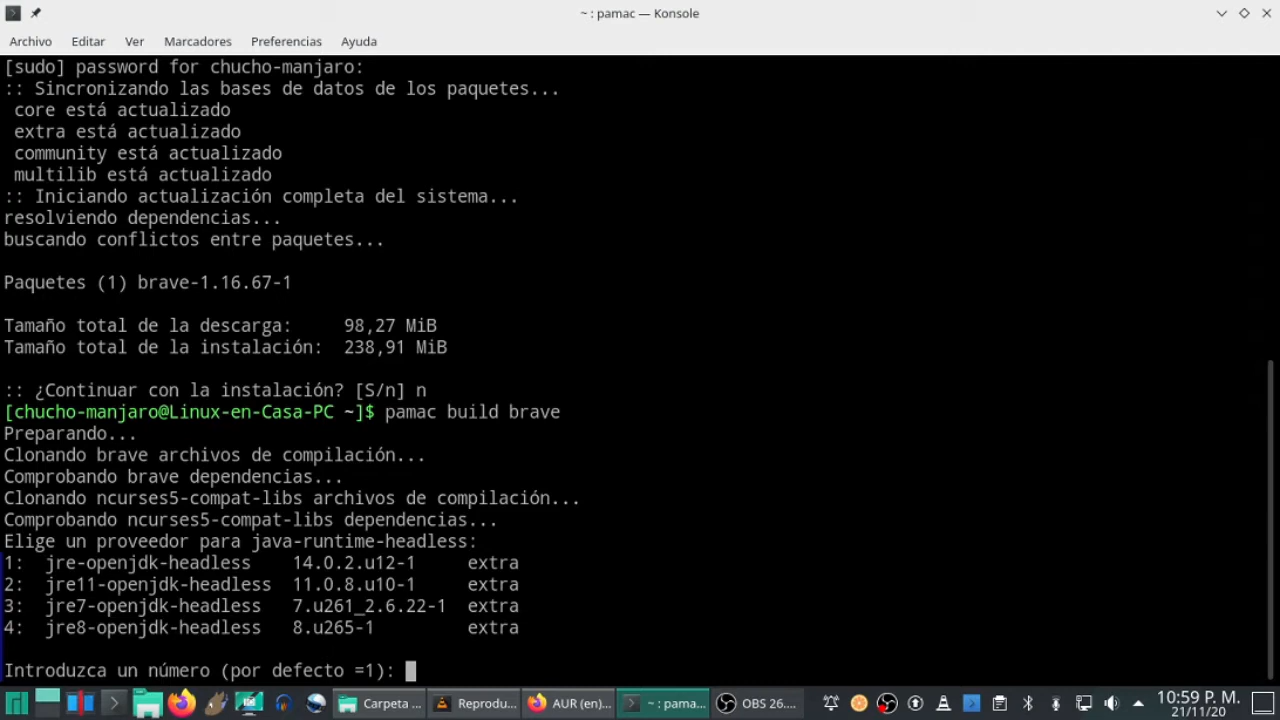 ~ : pamac — Konsole
Archivo Editar Ver Marcadores Preferencias Ayuda
[sudo] password for chucho-manjaro:
:: Sincronizando las bases de datos de los paquetes...
core está actualizado
extra está actualizado
community está actualizado
multilib está actualizado
:: Iniciando actualización completa del sistema...
resolviendo dependencias...
buscando conflictos entre paquetes...
Paquetes (1) brave-1.16.67-1
Tamaño total de la descarga: 98,27 MiB
Tamaño total de la instalación: 238,91 MiB
:: ¿Continuar con la instalación? [S/n] n
[chucho-manjaro@Linux-en-Casa-PC ~]$ pamac build brave
Preparando...
Clonando brave archivos de compilación...
Comprobando brave dependencias...
Clonando ncurses5-compat-libs archivos de compilación...
Comprobando ncurses5-compat-libs dependencias...
Elige un proveedor para java-runtime-headless:
1: jre-openjdk-headless 14.0.2.u12-1 extra
2: jre11-openjdk-headless 11.0.8.u10-1 extra
3: jre7-openjdk-headless 7.u261_2.6.22-1 extra
4: jre8-openjdk-headless 8.u265-1 extra
Introduzca un número (por defecto =1):
Carpeta ... Reprodu... AUR (en)... ~ : pama... OBS 26.... 10:59 P. M.
21/11/20